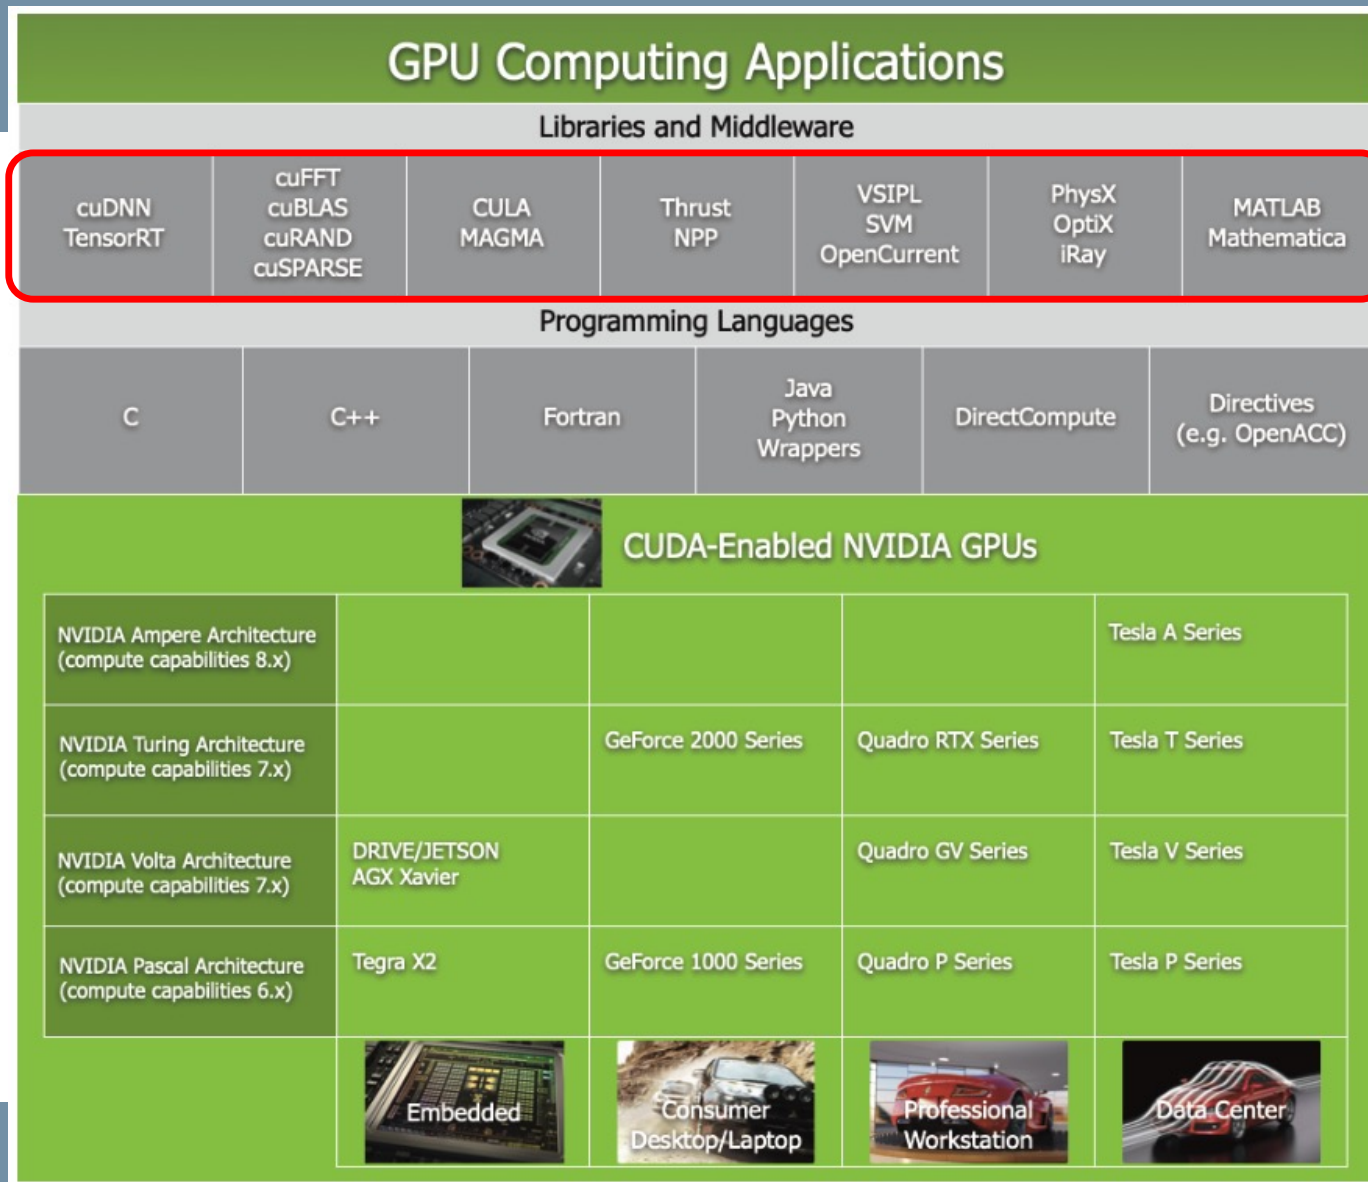 GPU Computing Applications
Libraries and Middleware
cuDNN
TensorRT
cuFFT
cuBLAS
cuRAND
cuSPARSE
CULA
MAGMA
Thrust
NPP
VSIPL
SVM
OpenCurrent
PhysX
OptiX
iRay
MATLAB
Mathematica
Programming Languages
C
C++
Fortran
Java
Python
Wrappers
DirectCompute
Directives
(e.g. OpenACC)
CUDA-Enabled NVIDIA GPUs
NVIDIA Ampere Architecture
(compute capabilities 8.x)
Tesla A Series
NVIDIA Turing Architecture
(compute capabilities 7.x)
GeForce 2000 Series
Quadro RTX Series
Tesla T Series
NVIDIA Volta Architecture
(compute capabilities 7.x)
DRIVE/JETSON
AGX Xavier
Quadro GV Series
Tesla V Series
NVIDIA Pascal Architecture
(compute capabilities 6.x)
Tegra X2
GeForce 1000 Series
Quadro P Series
Tesla P Series
Embedded
Consumer
Desktop/Laptop
Professional
Workstation
Data Center